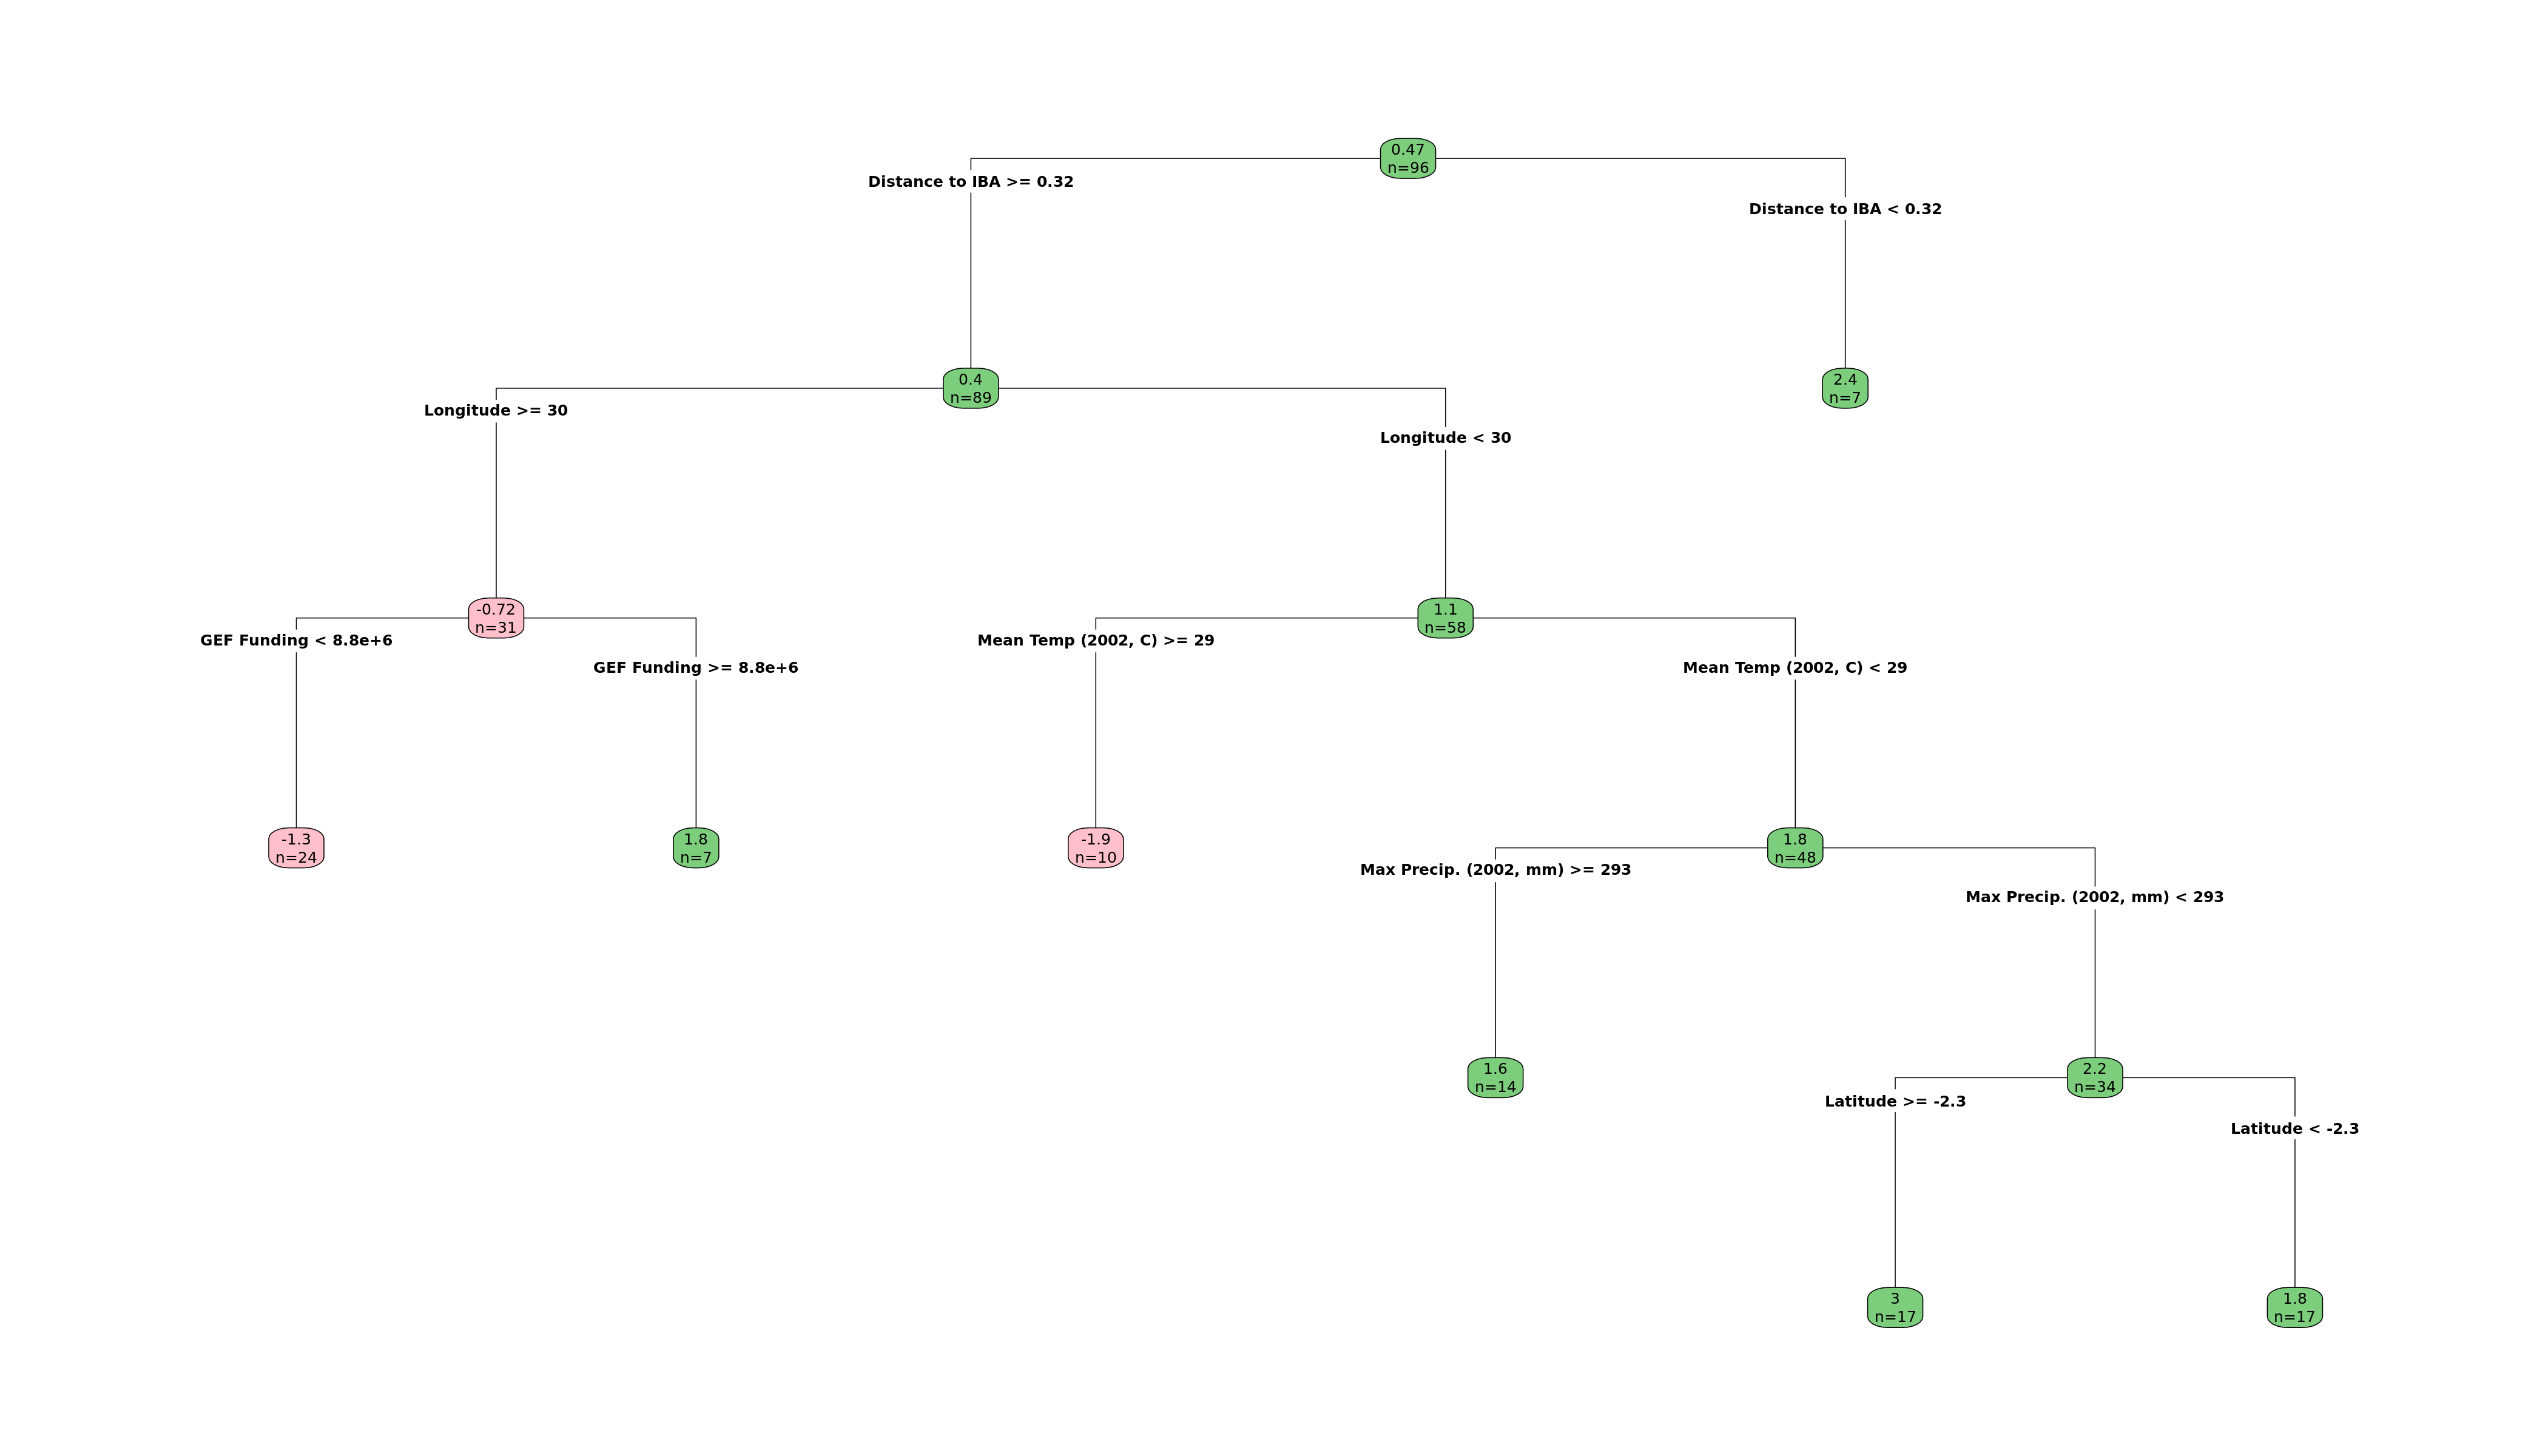 0.47
n=96
Distance to IBA >= 0.32
Distance to IBA < 0.32
0.4
n=89
2.4
n=7
Longitude >= 30
Longitude < 30
-0.72
n=31
1.1
n=58
GEF Funding < 8.8e+6
GEF Funding >= 8.8e+6
Mean Temp (2002, C) >= 29
Mean Temp (2002, C) < 29
-1.3
n=24
1.8
n=7
-1.9
n=10
1.8
n=48
Max Precip. (2002, mm) >= 293
Max Precip. (2002, mm) < 293
1.6
n=14
2.2
n=34
Latitude >= -2.3
Latitude < -2.3
3
n=17
1.8
n=17